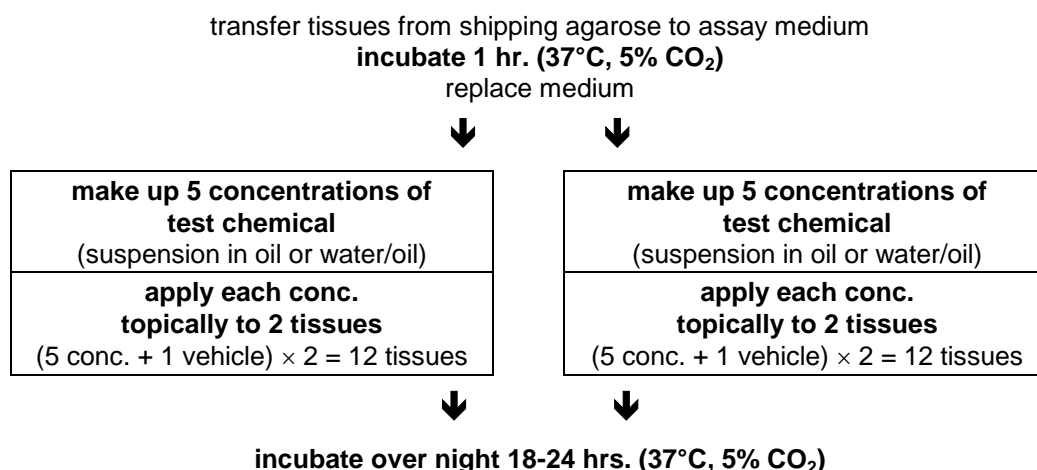 transfer tissues from shipping agarose to assay medium
incubate 1 hr. (37°C, 5% CO₂)
replace medium
make up 5 concentrations of
test chemical
(suspension in oil or water/oil)
apply each conc.
topically to 2 tissues
(5 conc. + 1 vehicle) × 2 = 12 tissues
make up 5 concentrations of
test chemical
(suspension in oil or water/oil)
apply each conc.
topically to 2 tissues
(5 conc. + 1 vehicle) × 2 = 12 tissues
incubate over night 18-24 hrs. (37°C, 5% CO₂)